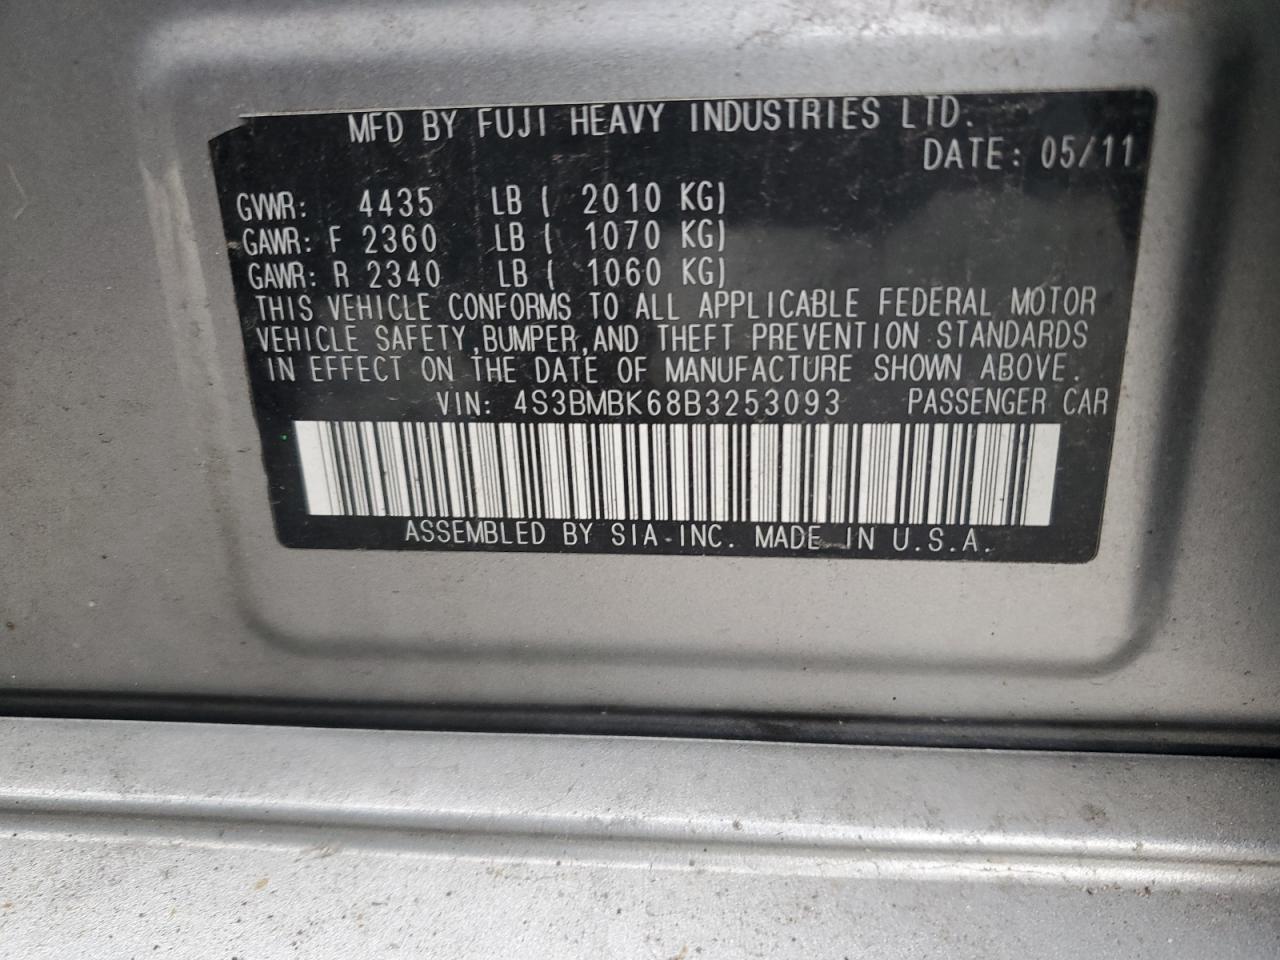 MFD BY FUJI HEAVY INDUSTRIES LTD.
DATE: 05/11
GVWR: 4435 LB ( 2010 KG)
GAWR: F 2360 LB ( 1070 KG)
GAWR: R 2340 LB ( 1060 KG)
THIS VEHICLE CONFORMS TO ALL APPLICABLE FEDERAL MOTOR
VEHICLE SAFETY,BUMPER,AND THEFT PREVENTION STANDARDS
IN EFFECT ON THE DATE OF MANUFACTURE SHOWN ABOVE.
VIN: 4S3BMBK68B3253093 PASSENGER CAR
ASSEMBLED BY SIA-INC. MADE IN U.S.A.